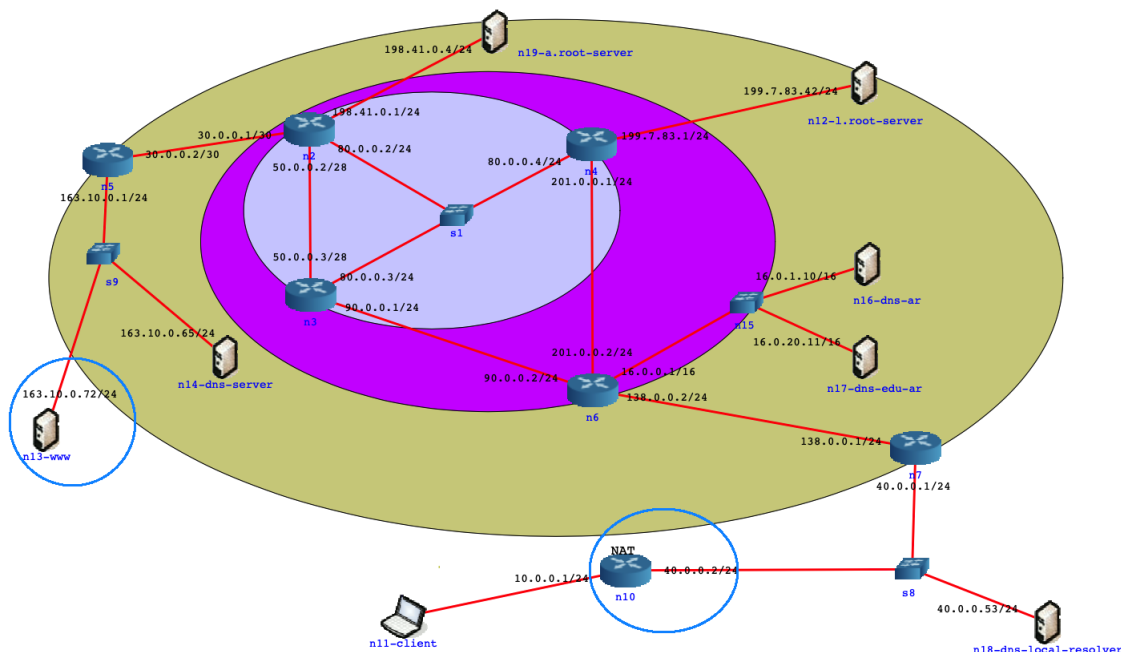 198.41.0.4/24
n19-a.root-server
199.7.83.42/24
n12-l.root-server
198.41.0.1/24
30.0.0.1/30
n2
80.0.0.2/24
199.7.83.1/24
n4
30.0.0.2/30
50.0.0.2/28
80.0.0.4/24
201.0.0.1/24
n5
163.10.0.1/24
s1
s9
50.0.0.3/28
80.0.0.3/24
16.0.1.10/16
n16-dns-ar
n3
90.0.0.1/24
n15
163.10.0.65/24
n14-dns-server
201.0.0.2/24
16.0.20.11/16
n17-dns-edu-ar
90.0.0.2/24
16.0.0.1/16
138.0.0.2/24
n6
163.10.0.72/24
n13-www
138.0.0.1/24
n7
40.0.0.1/24
NAT
10.0.0.1/24
40.0.0.2/24
n10
s8
40.0.0.53/24
n11-client
n18-dns-local-resolver